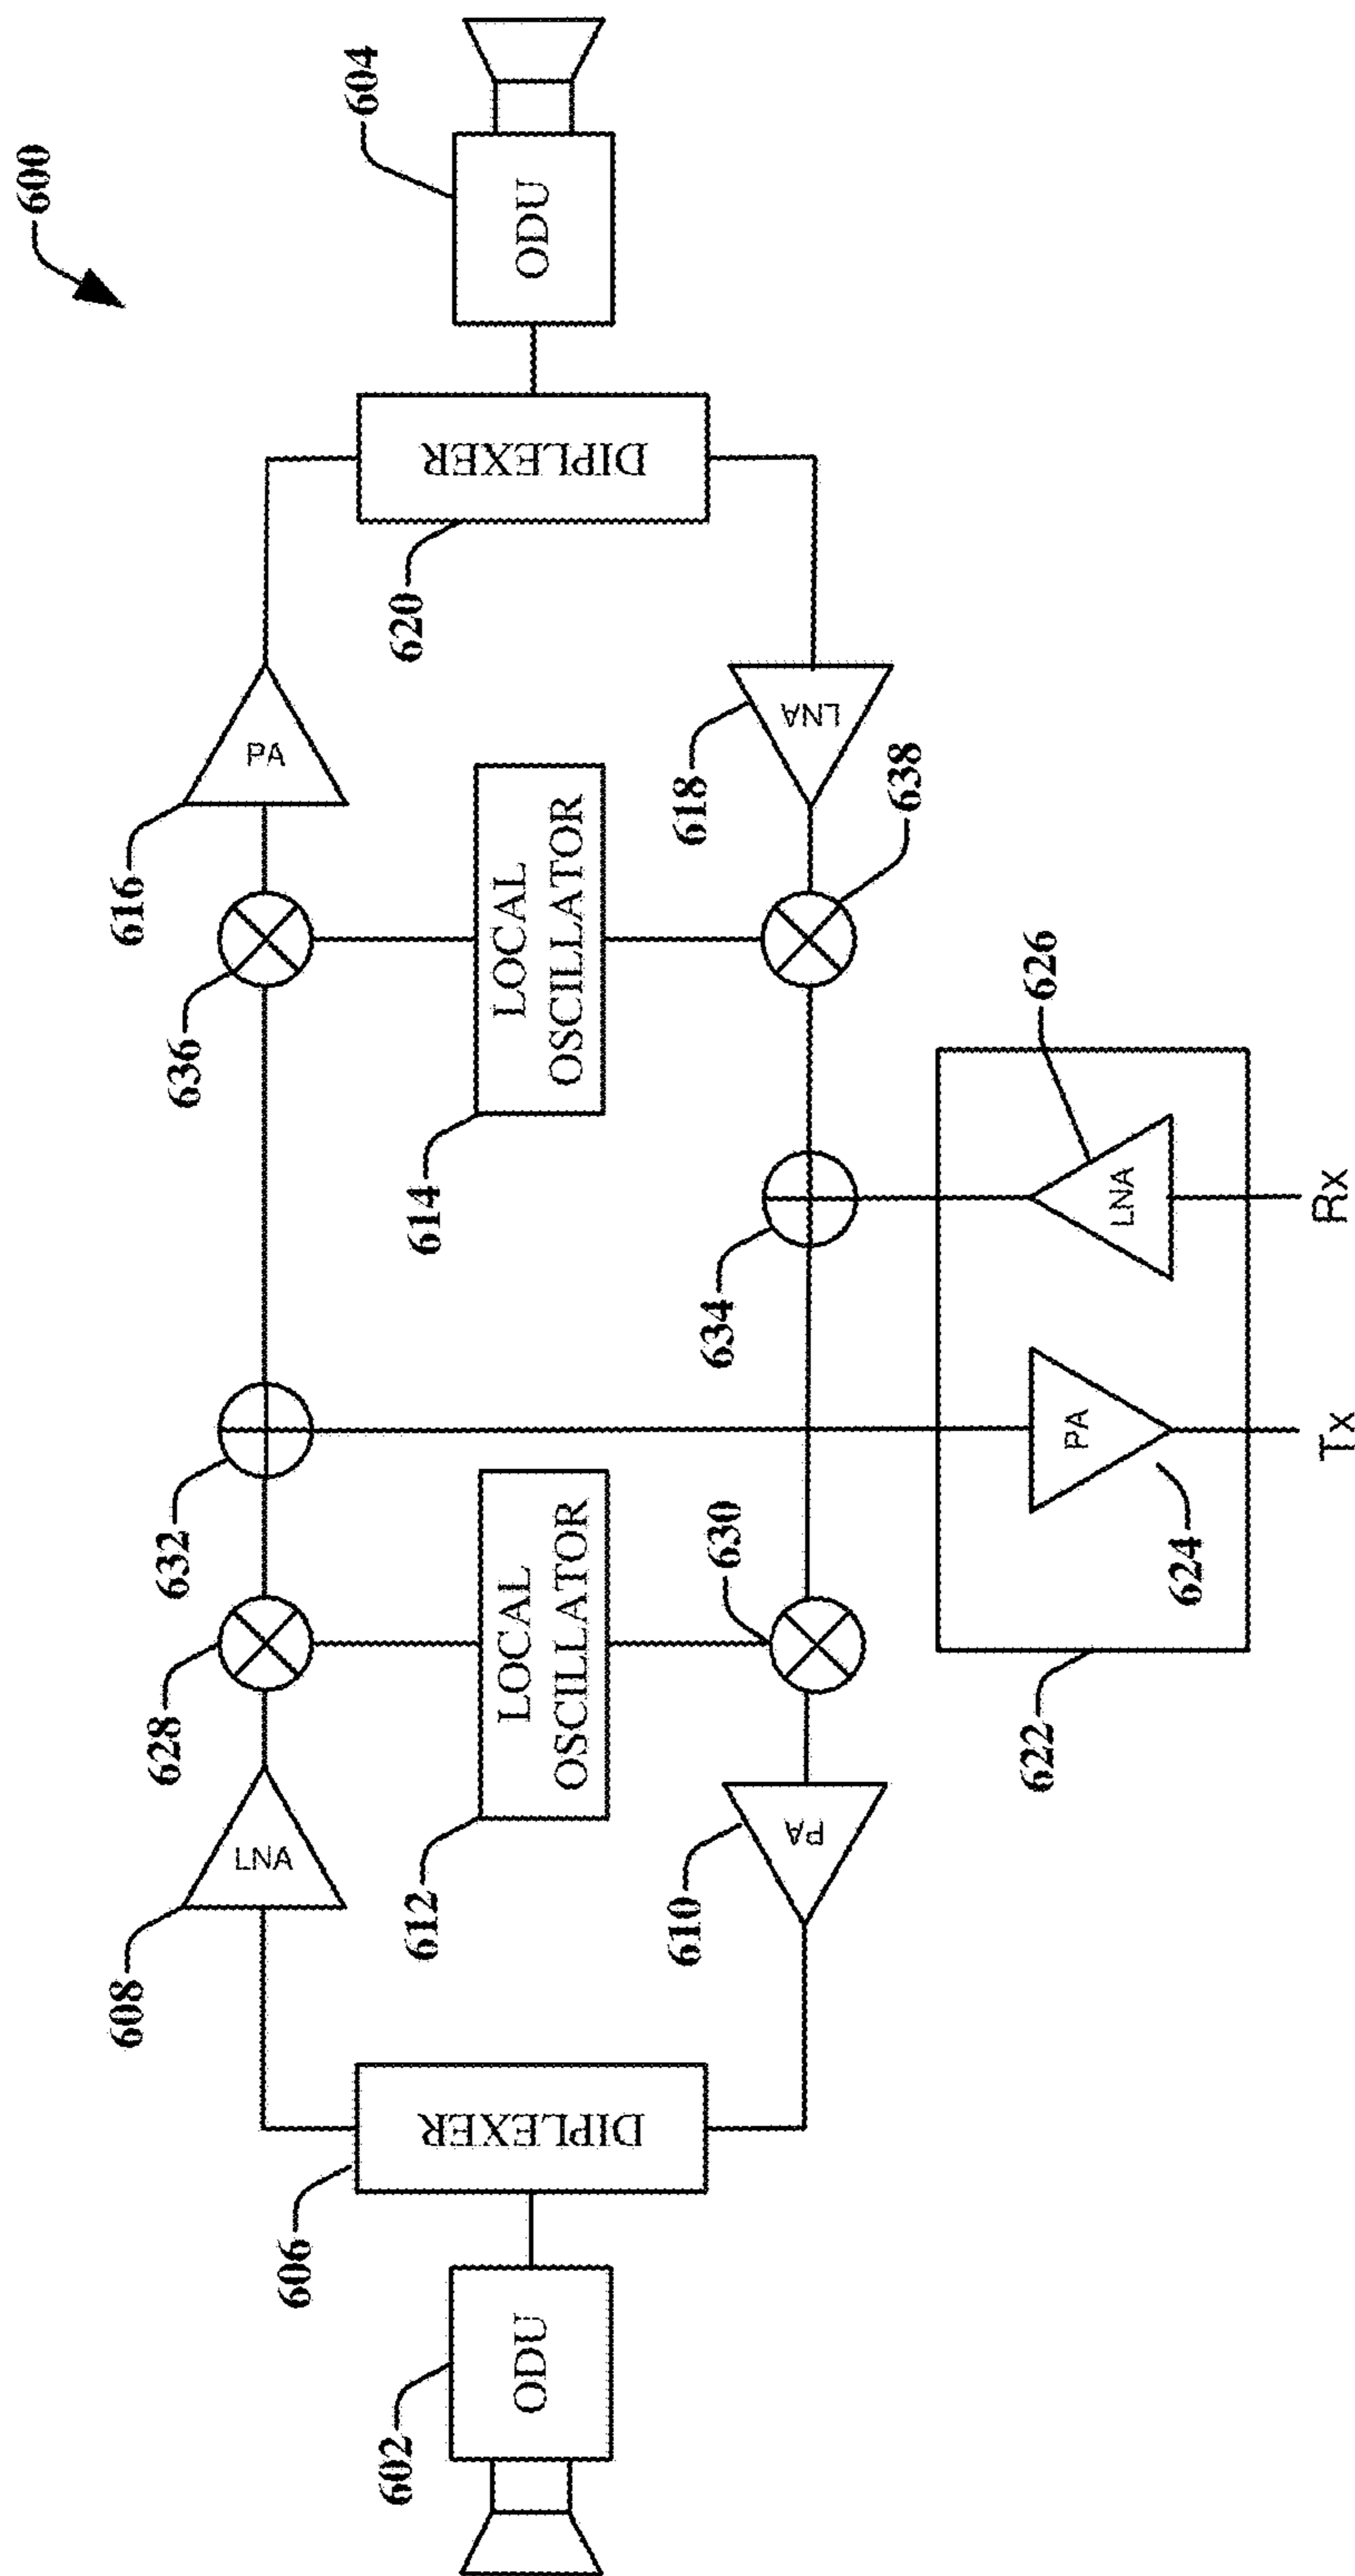 600
604
ODU
DIPLEXER
620
PA
616
LNA
618
636
638
LOCAL
OSCILLATOR
614
634
626
LNA
Rx
632
PA
624
Tx
622
628
630
LOCAL
OSCILLATOR
612
LNA
608
PA
610
DIPLEXER
606
ODU
602